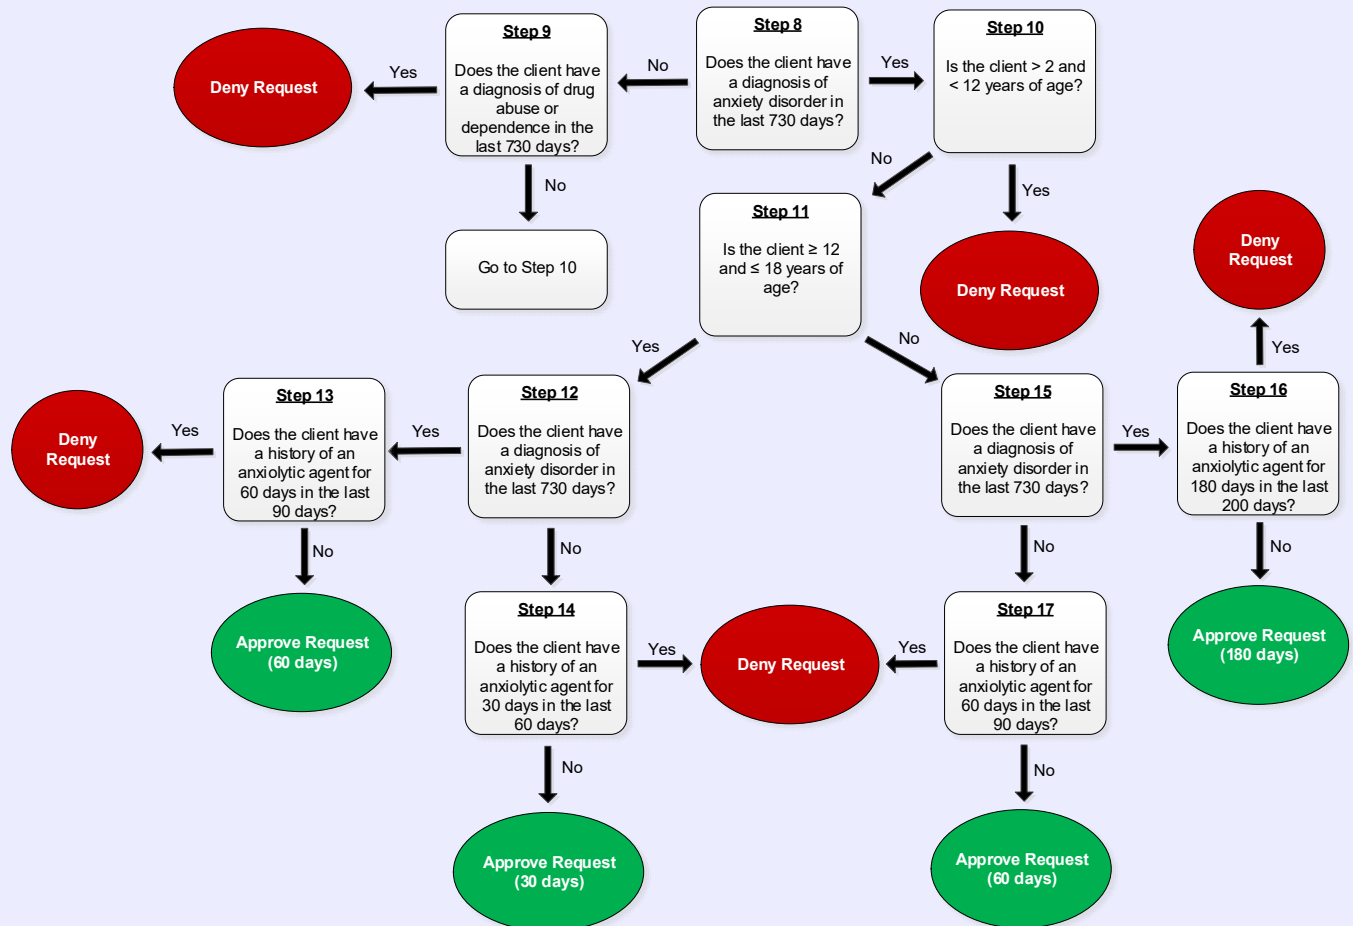 Step 9
Does the client have
a diagnosis of drug
abuse or
dependence in the
last 730 days?
Step 8
Does the client have
a diagnosis of
anxiety disorder in
the last 730 days?
Step 10
Is the client > 2 and
< 12 years of age?
Deny Request
Yes
No
Yes
No
Go to Step 10
No
Yes
Step 11
Is the client ≥ 12
and ≤ 18 years of
age?
Deny Request
Deny
Request
Yes
Yes
No
Step 13
Does the client have
a history of an
anxiolytic agent for
60 days in the last
90 days?
Step 12
Does the client have
a diagnosis of
anxiety disorder in
the last 730 days?
Step 15
Does the client have
a diagnosis of
anxiety disorder in
the last 730 days?
Step 16
Does the client have
a history of an
anxiolytic agent for
180 days in the last
200 days?
Deny
Request
Yes
Yes
Yes
No
No
No
No
Approve Request
(60 days)
Step 14
Does the client have
a history of an
anxiolytic agent for
30 days in the last
60 days?
Yes
Deny Request
Yes
Step 17
Does the client have
a history of an
anxiolytic agent for
60 days in the last
90 days?
Approve Request
(180 days)
No
No
Approve Request
(30 days)
Approve Request
(60 days)